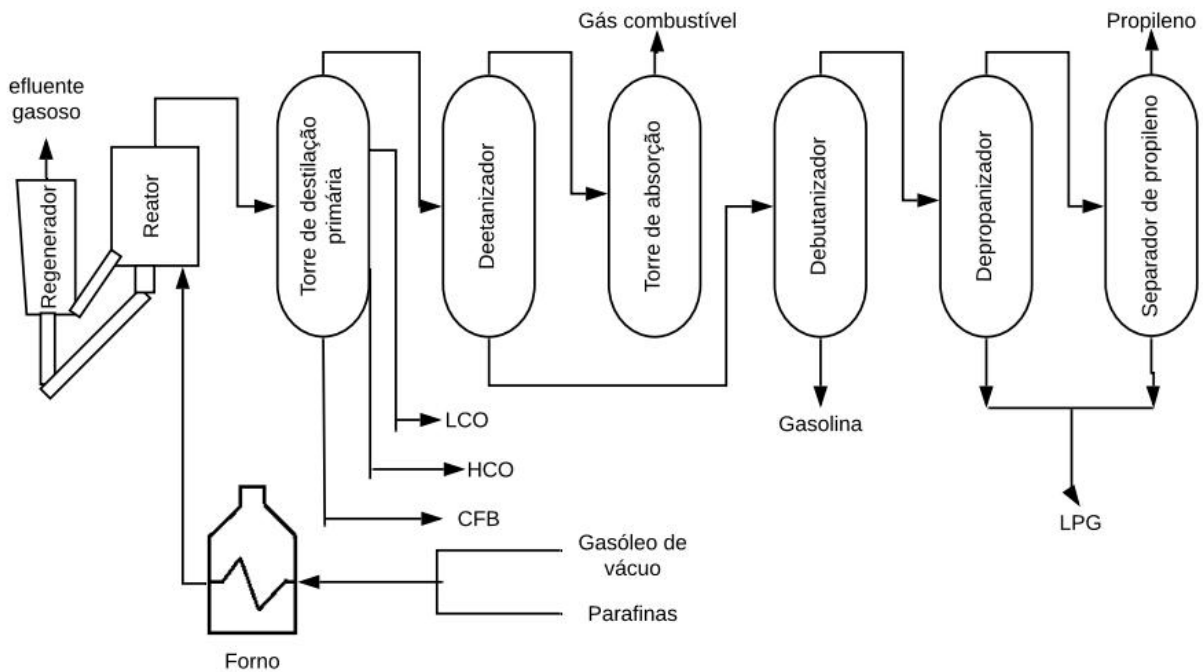 Gás combustível
Propileno
efluente
gasoso
Regenerador
Reator
Torre de destilação
primária
Deetanizador
Torre de absorção
Debutanizador
Depropanizador
Separador de propileno
LCO
HCO
CFB
Gasolina
LPG
Gasóleo de
vácuo
Parafinas
Forno